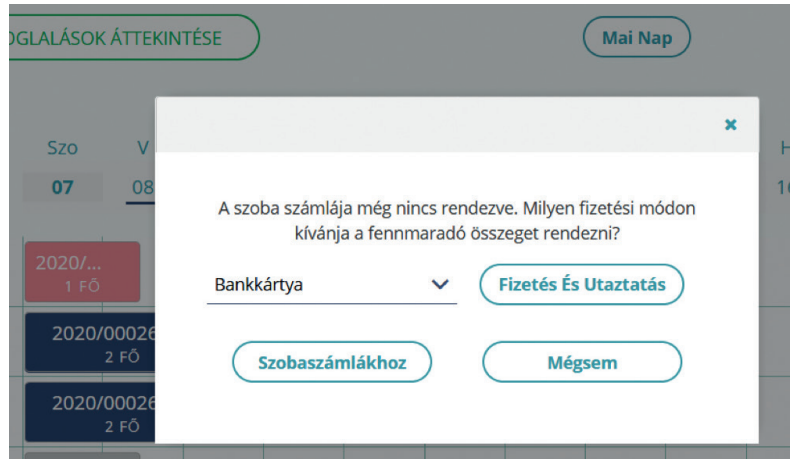 OGLALÁSOK ÁTTEKINTÉSE
Mai Nap
Szo V
07 08
A szoba számlája még nincs rendezve. Milyen fizetési módon
kívánja a fennmaradó összeget rendezni?
2020/...
1 FŐ
Bankkártya
Fizetés És Utaztatás
2020/00026
2 FŐ
Szobaszámlákhoz
Mégsem
2020/00026
2 FŐ